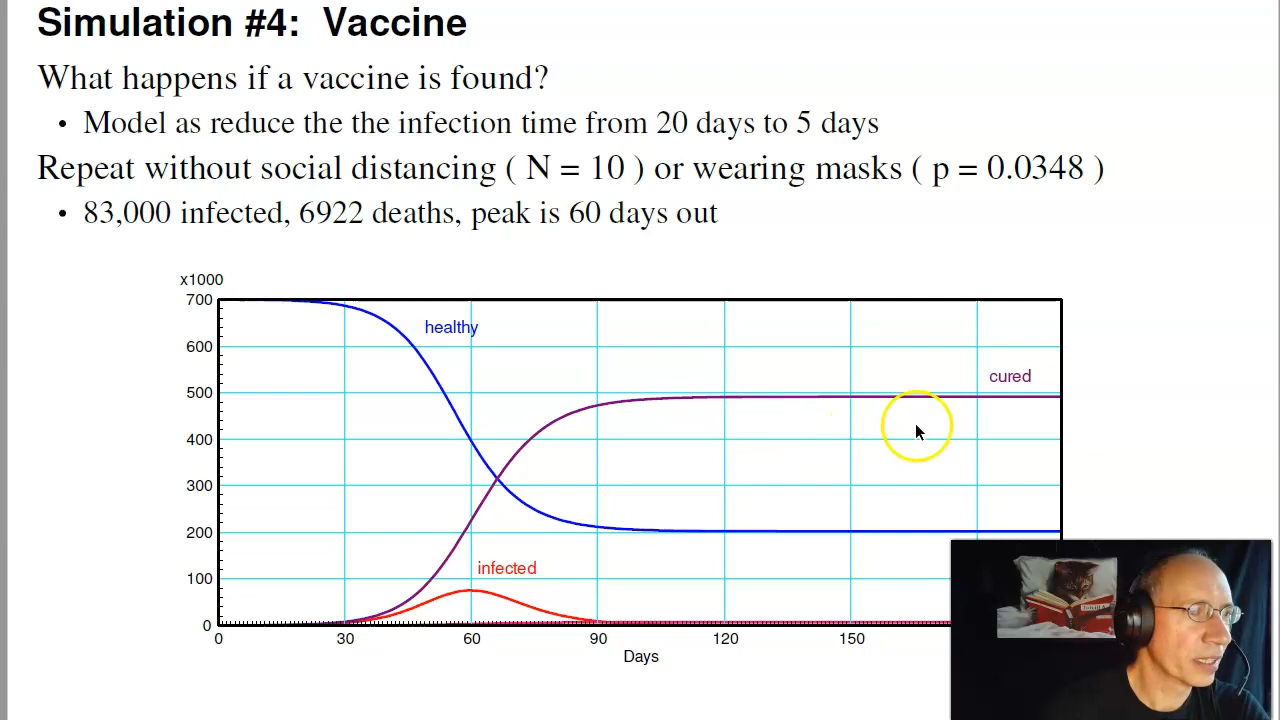 Simulation #4: Vaccine
What happens if a vaccine is found?
• Model as reduce the the infection time from 20 days to 5 days
Repeat without social distancing ( N = 10 ) or wearing masks ( p = 0.0348 )
• 83,000 infected, 6922 deaths, peak is 60 days out
x1000
700
healthy
600
cured
500
400
300
200
infected
100
0
0 30 60 90 120 150
Days